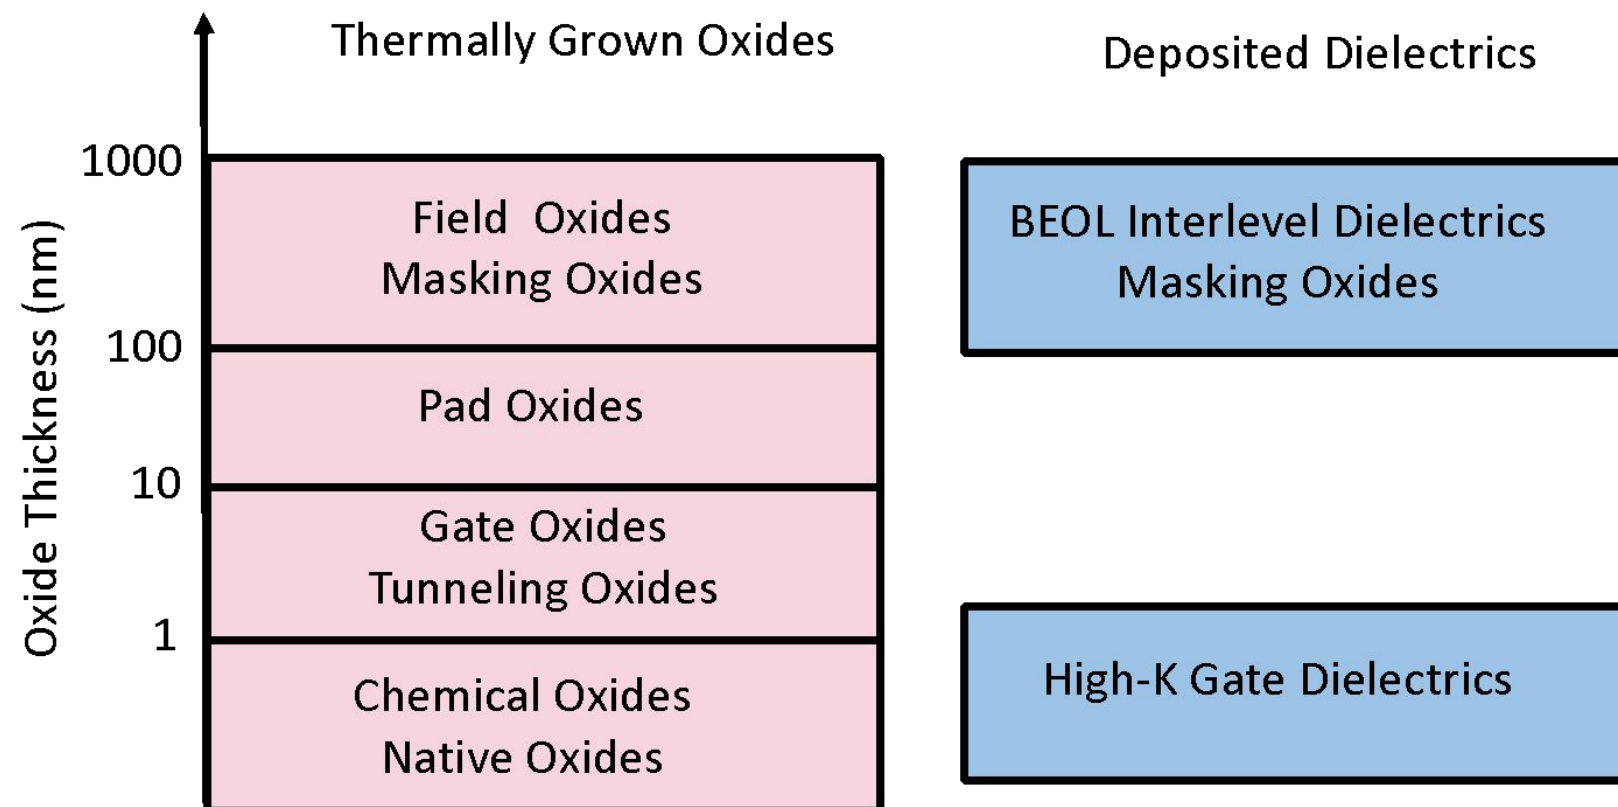 Thermally Grown Oxides
Deposited Dielectrics
Oxide Thickness (nm)
1000
Field Oxides
Masking Oxides
BEOL Interlevel Dielectrics
Masking Oxides
100
Pad Oxides
10
Gate Oxides
Tunneling Oxides
1
Chemical Oxides
Native Oxides
High-K Gate Dielectrics